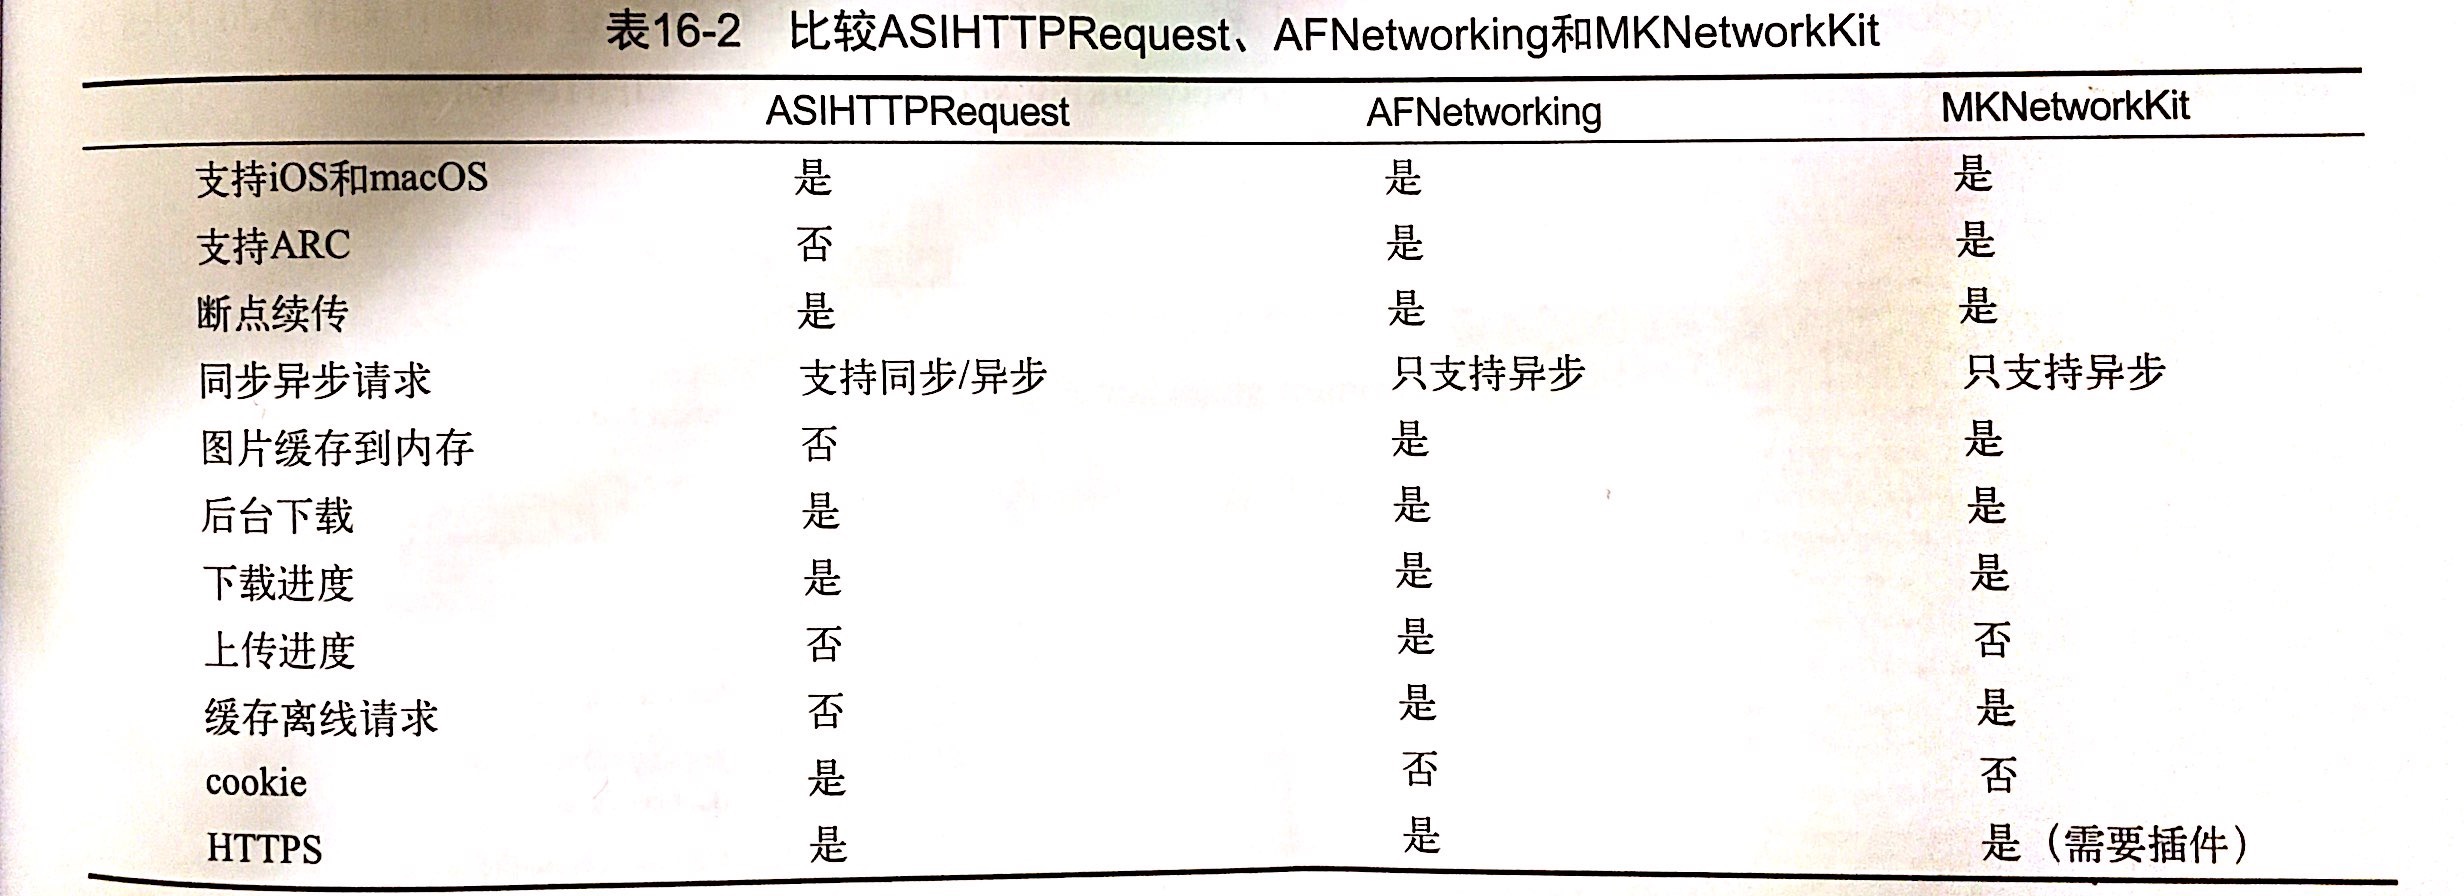 表16-2 比较ASIHTTPRequest、AFNetworking和MKNetworkKit
ASIHTTPRequest AFNetworking MKNetworkKit
支持iOS和macOS 是 是 是
支持ARC 否 是 是
断点续传 是 是 是
同步异步请求 支持同步/异步 只支持异步 只支持异步
图片缓存到内存 否 是 是
后台下载 是 是 是
下载进度 是 是 是
上传进度 否 是 否
缓存离线请求 否 是 是
cookie 是 否 否
HTTPS 是 是 是（需要插件）